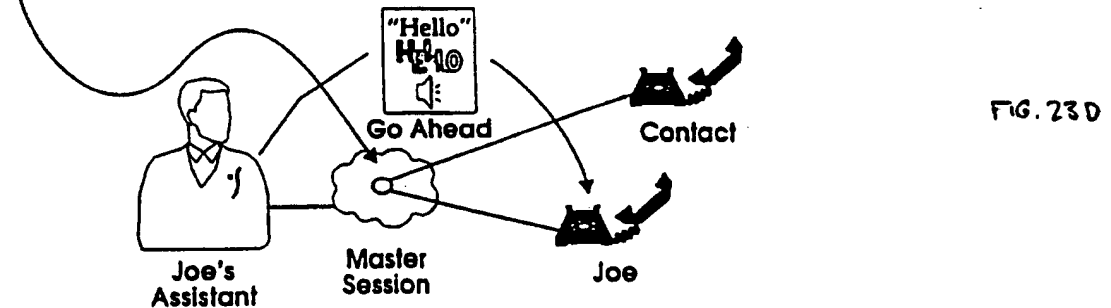 "Hello"
Go Ahead
Contact
FIG. 23D
Joe's
Assistant
Master
Session
Joe